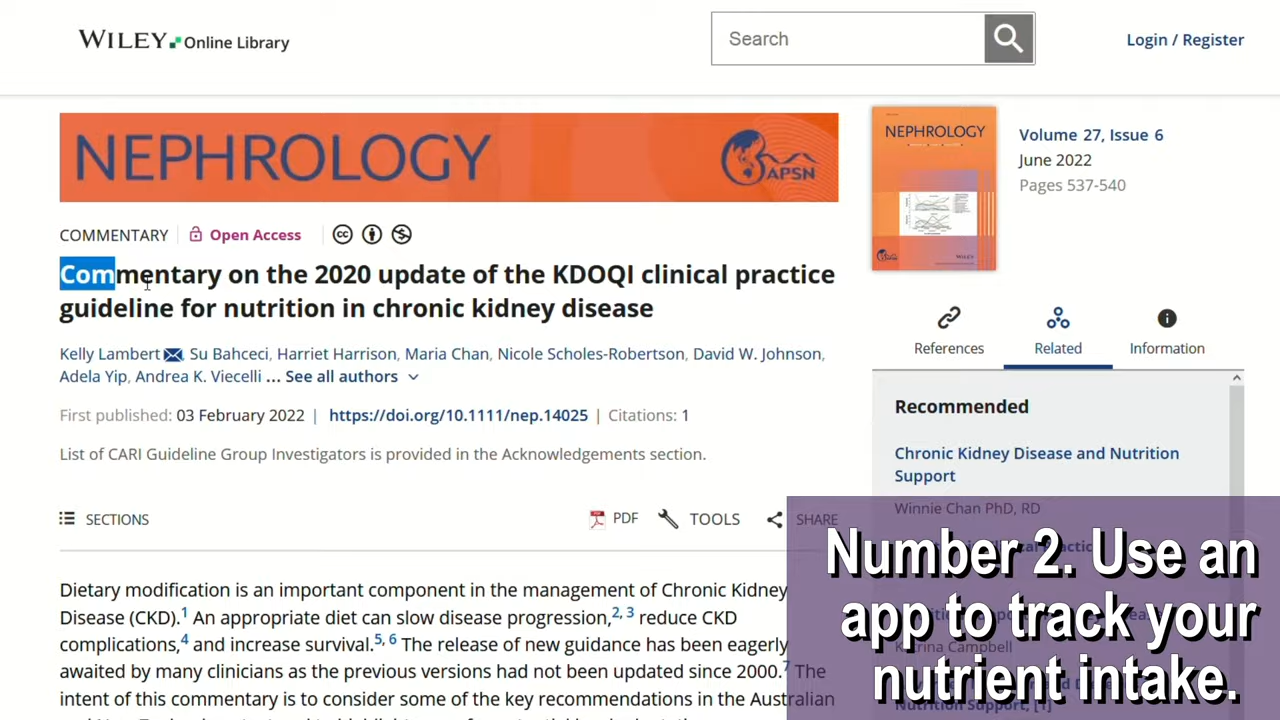 WILEY Online Library
Search
Login / Register
NEPHROLOGY
APSN
NEPHROLOGY
Volume 27, Issue 6
June 2022
Pages 537-540
COMMENTARY
Open Access
Commentary on the 2020 update of the KDOQI clinical practice
guideline for nutrition in chronic kidney disease
Kelly Lambert, Su Bahceci, Harriet Harrison, Maria Chan, Nicole Scholes-Robertson, David W. Johnson,
Adela Yip, Andrea K. Viecelli ... See all authors
First published: 03 February 2022 | https://doi.org/10.1111/nep.14025 | Citations: 1
List of CARI Guideline Group Investigators is provided in the Acknowledgements section.
SECTIONS
PDF
TOOLS
SHARE
References
Related
Information
Recommended
Chronic Kidney Disease and Nutrition
Support
Winnie Chan PhD, RD
Dietary modification is an important component in the management of Chronic Kidney
Disease (CKD).1 An appropriate diet can slow disease progression,2, 3 reduce CKD
complications,4 and increase survival.5, 6 The release of new guidance has been eagerly
awaited by many clinicians as the previous versions had not been updated since 2000.7 The
intent of this commentary is to consider some of the key recommendations in the Australian
Campbell
Nutrition Support, [1]
Number 2. Use an
app to track your
nutrient intake.